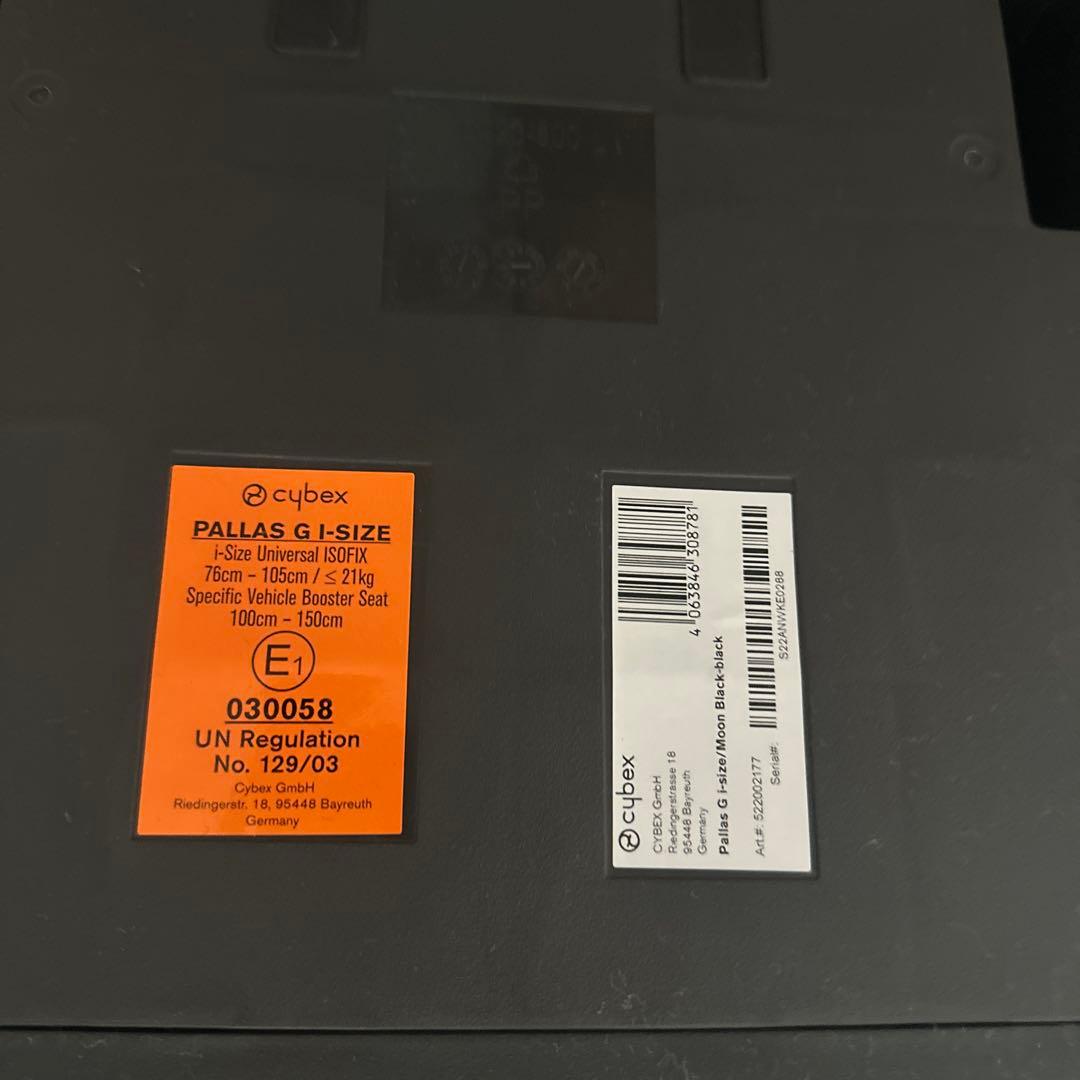 cybex
PALLAS G I-SIZE
i-Size Universal ISOFIX
76cm – 105cm / ≤ 21kg
Specific Vehicle Booster Seat
100cm – 150cm
E1
030058
UN Regulation
No. 129/03
Cybex GmbH
Riedingerstr. 18, 95448 Bayreuth
Germany
cybex
CYBEX GmbH
Riedingerstrasse 18
95448 Bayreuth
Germany
4 063846 308781
Pallas G i-size/Moon Black-black
Art.#: 522002177
Serial#:
S22ANWKE0288